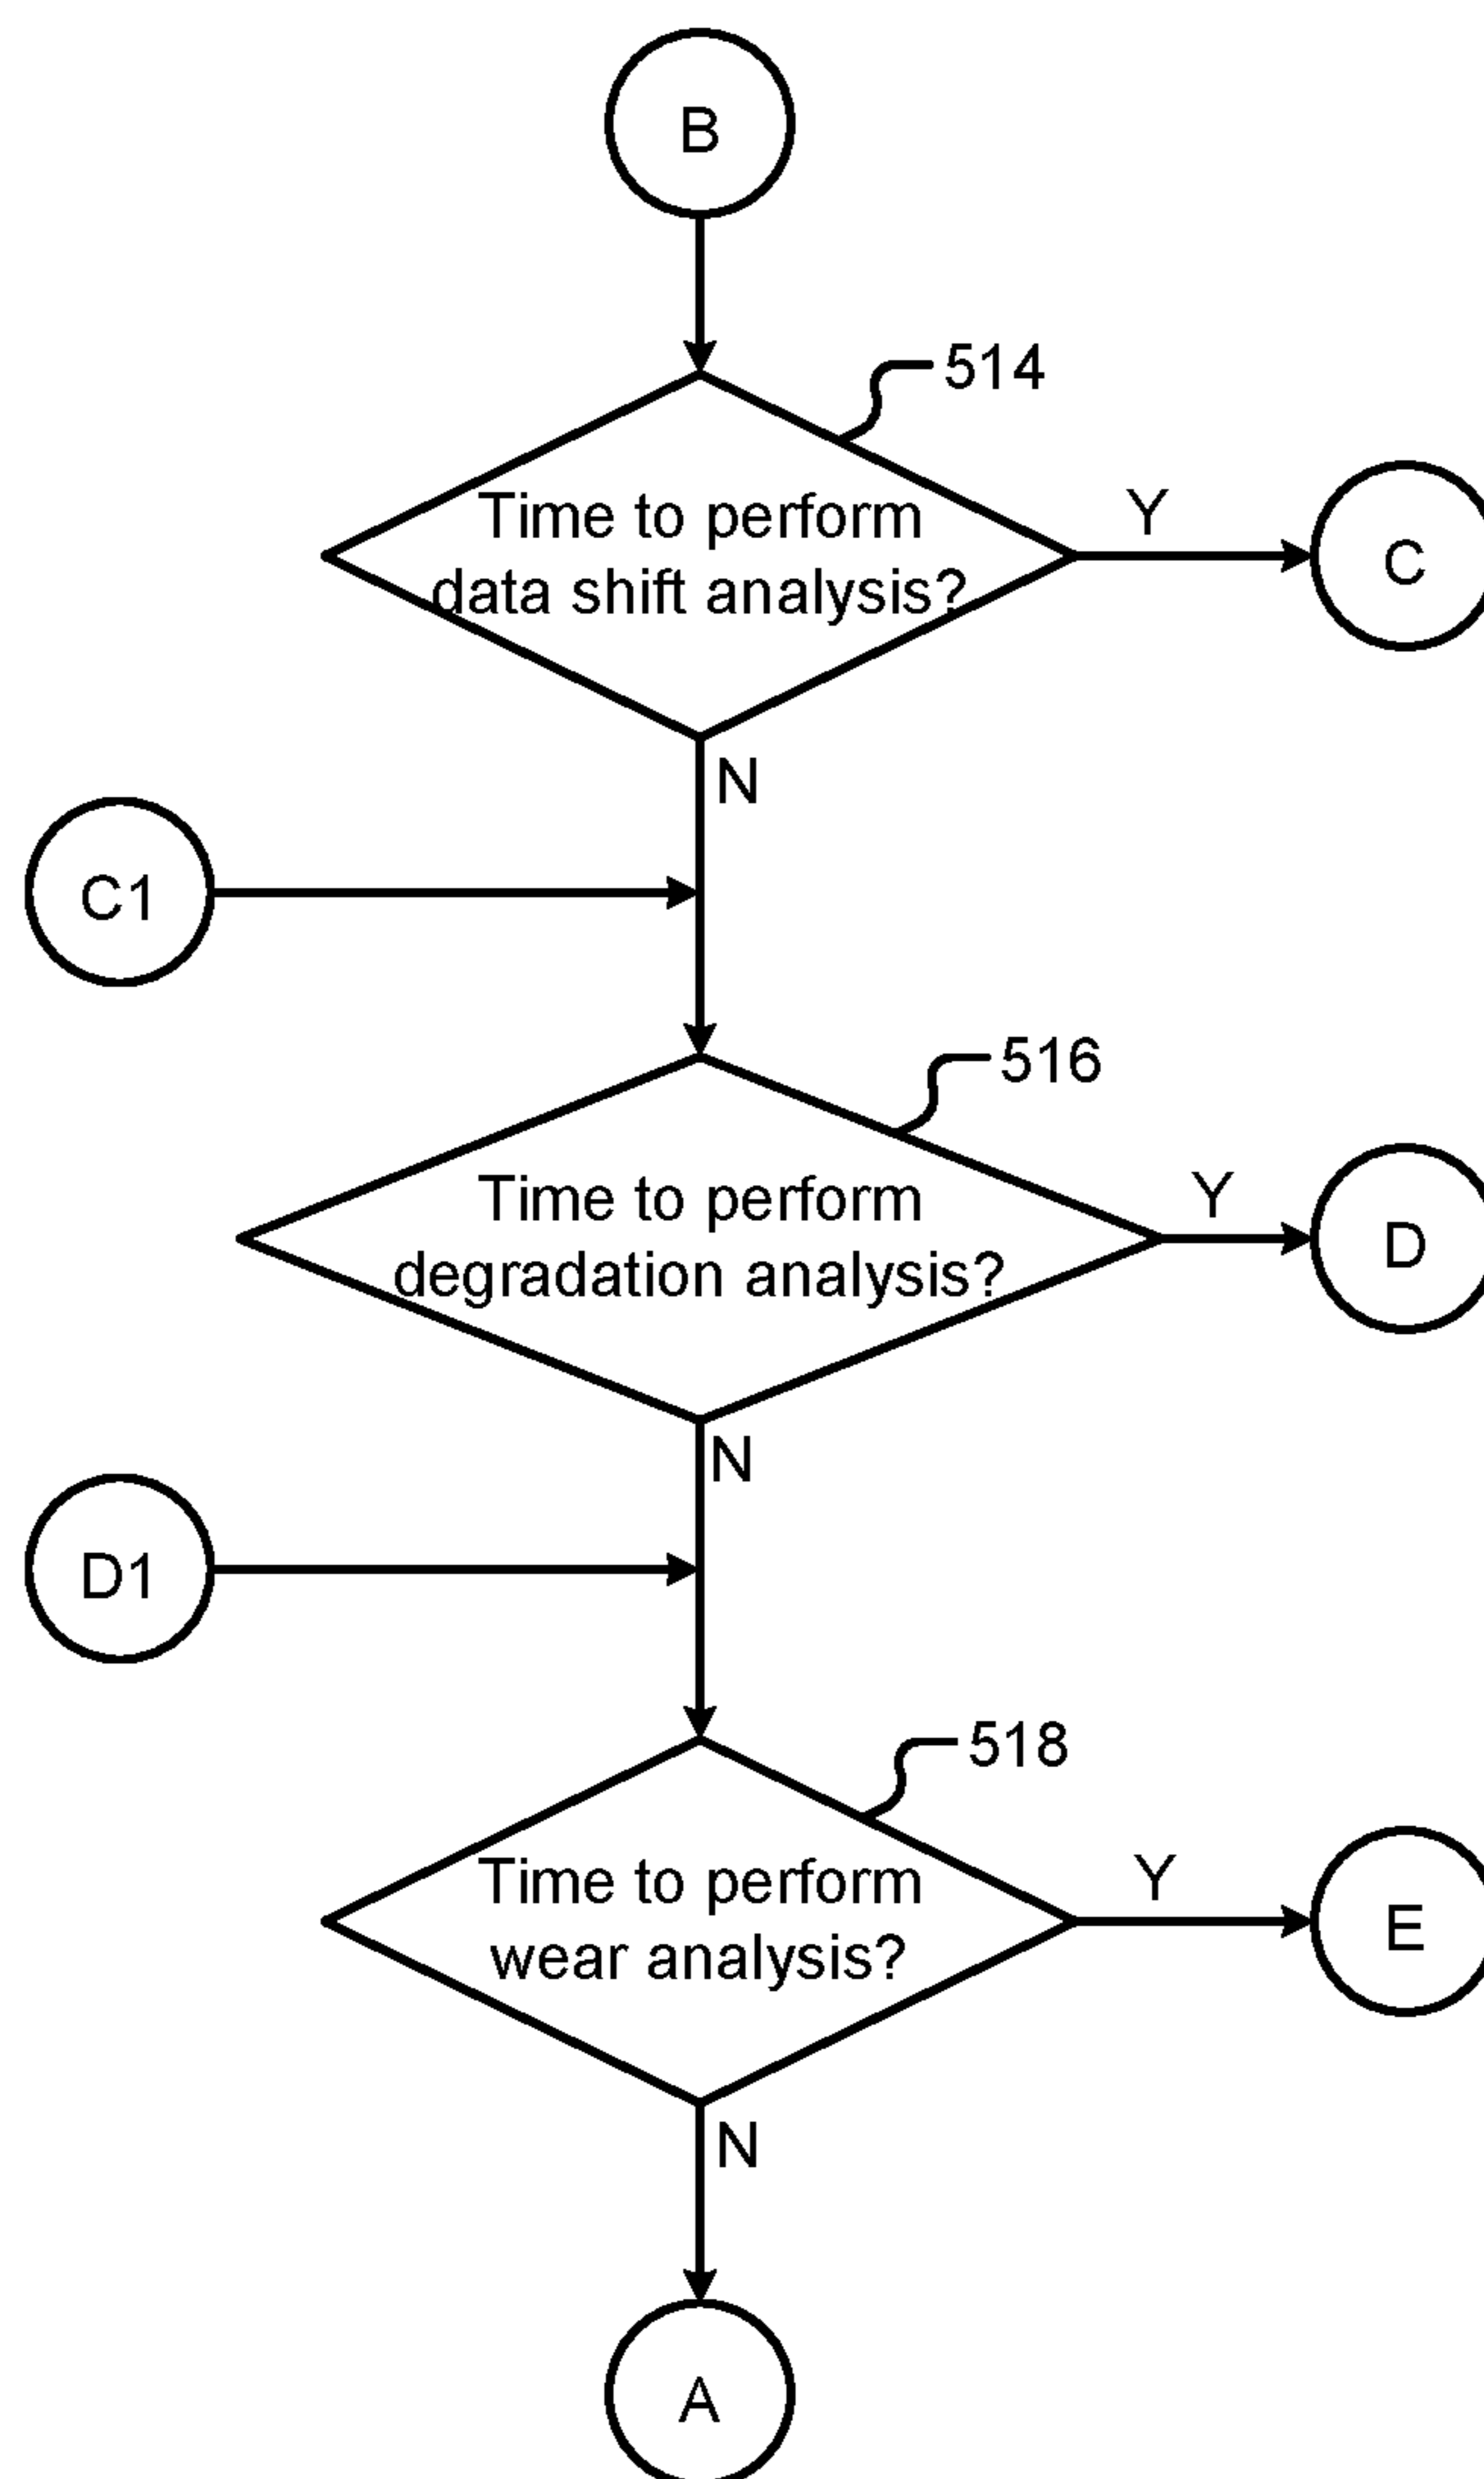 B
514
Time to perform
data shift analysis?
Y
C
N
C1
516
Time to perform
degradation analysis?
Y
D
N
D1
518
Time to perform
wear analysis?
Y
E
N
A